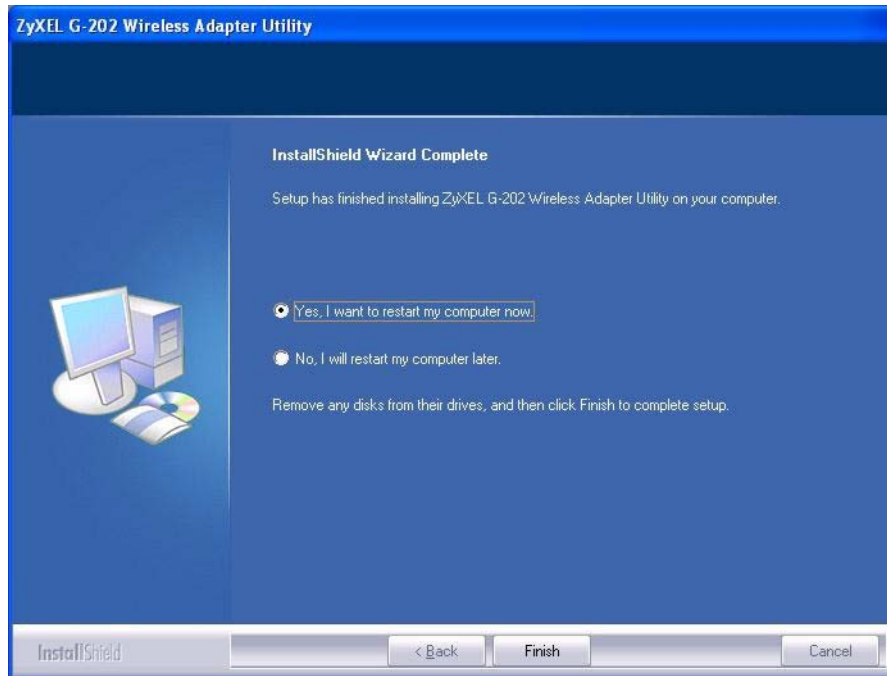 ZyXEL G-202 Wireless Adapter Utility
InstallShield Wizard Complete
Setup has finished installing ZyXEL G-202 Wireless Adapter Utility on your computer.
Yes, I want to restart my computer now.
No, I will restart my computer later.
Remove any disks from their drives, and then click Finish to complete setup.
InstallShield
< Back
Finish
Cancel